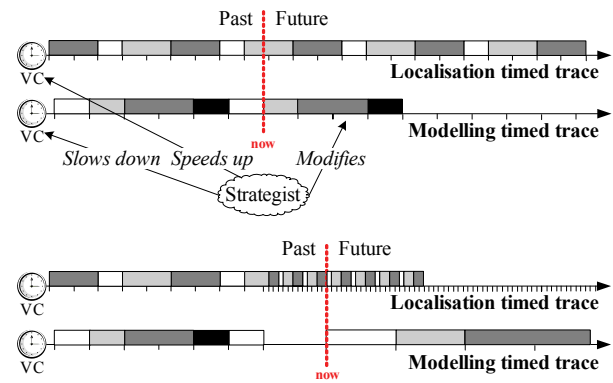 Past Future
VC
Localisation timed trace
VC
Modelling timed trace
now
Slows down Speeds up Modifies
Strategist
Past Future
VC
Localisation timed trace
VC
Modelling timed trace
now